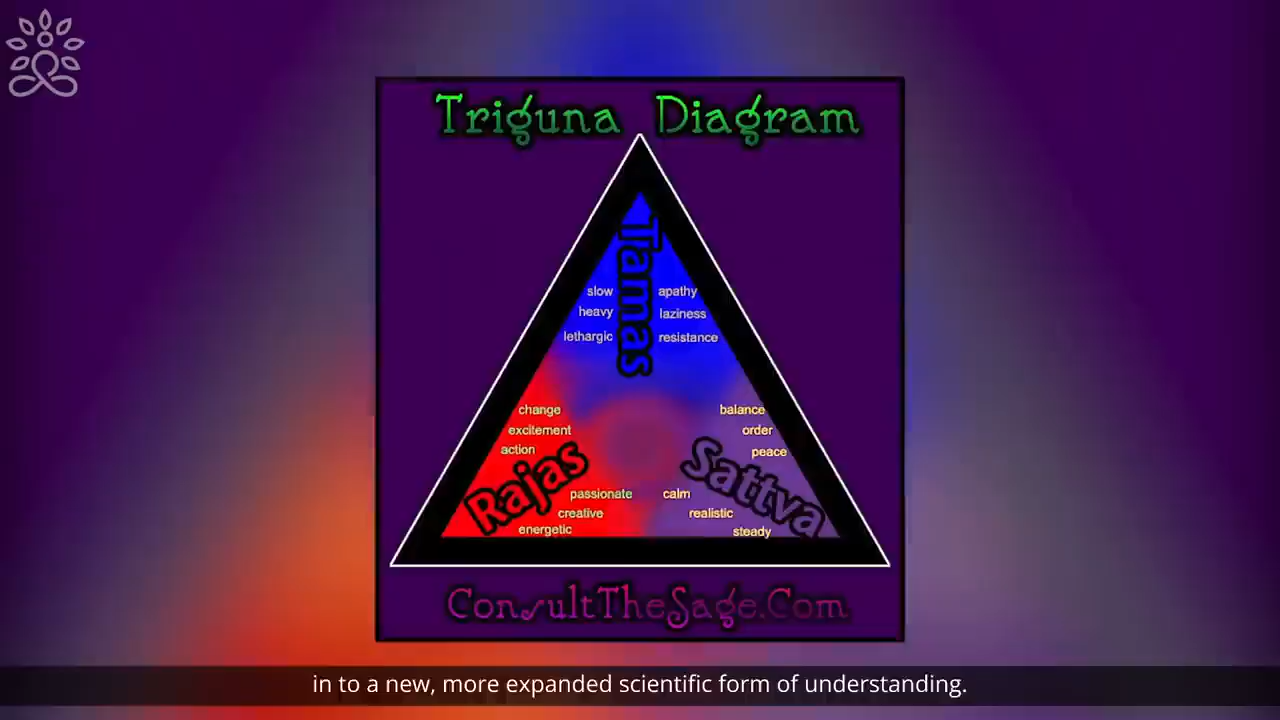 Triguna Diagram
Tamas
slow apathy
heavy laziness
lethargic resistance
change
excitement
action
Rajas
passionate
creative
energetic
balance
order
peace
Sattva
calm
realistic
steady
ConsultTheSage.Com
in to a new, more expanded scientific form of understanding.